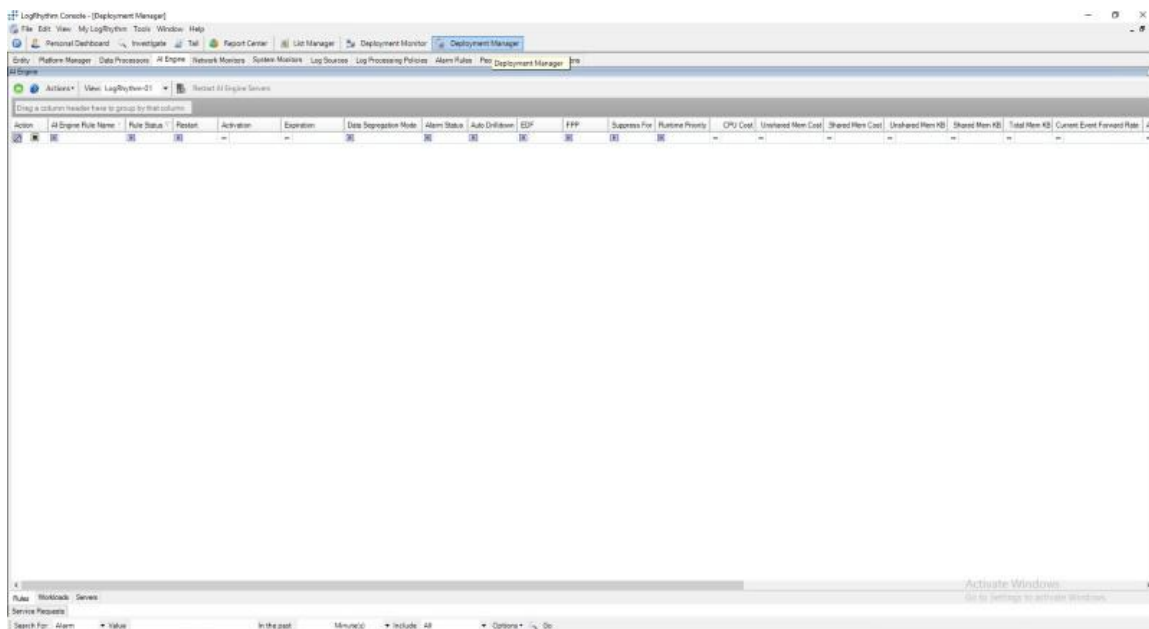 LogRhythm Console - [Deployment Manager]
File Edit View My LogRhythm Tools Window Help
Personal Dashboard Investigate Tail Report Center List Manager Deployment Monitor Deployment Manager
Entity Platform Manager Data Processors AI Engine Network Monitors System Monitors Log Sources Log Processing Policies Alarm Rules
Deployment Manager
AI Engine
Actions View: LogRhythm-01 Restart AI Engine Servers
Drag a column header here to group by that column
Action AI Engine Rule Name Rule Status Restart Activation Expiration Data Segregation Mode Alarm Status Auto Drilldown EDF FPP Suppress For Runtime Priority CPU Cost Unshared Mem Cost Shared Mem Cost Unshared Mem KB Shared Mem KB Total Mem KB Current Event Forward Rate
Rules Workloads Servers
Activate Windows
Go to Settings to activate Windows.
Service Requests
Search For: Alarm Value In the past Minute(s) Include All Options Go